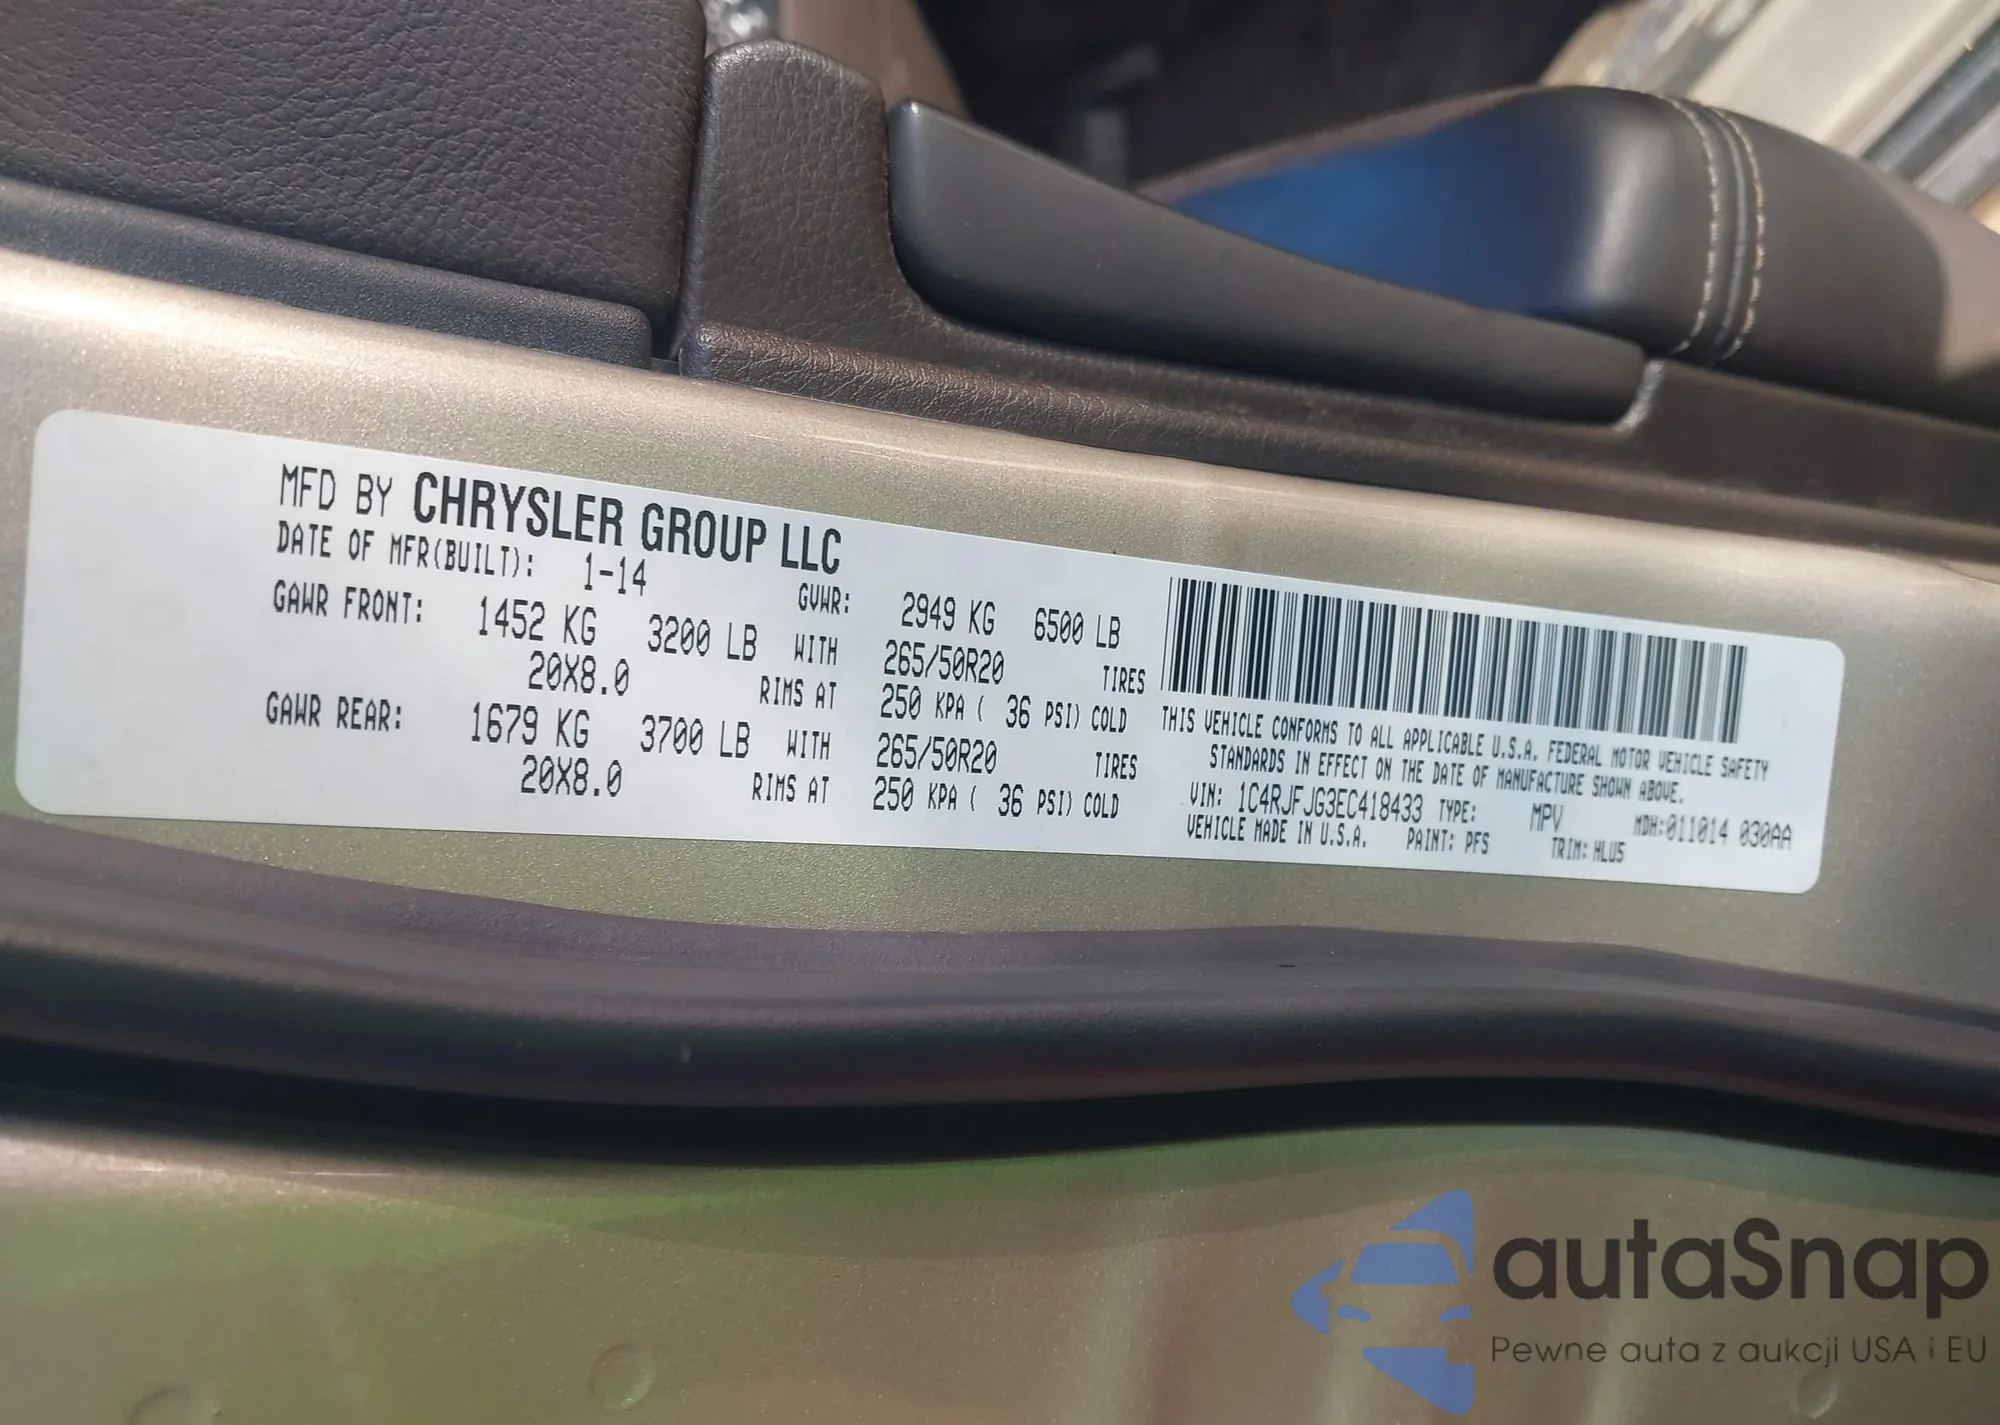 MFD BY CHRYSLER GROUP LLC
DATE OF MFR(BUILT): 1-14 GVWR: 2949 KG 6500 LB
GAWR FRONT: 1452 KG 3200 LB WITH 265/50R20 TIRES
20X8.0 RIMS AT 250 KPA ( 36 PSI) COLD
GAWR REAR: 1679 KG 3700 LB WITH 265/50R20 TIRES
20X8.0 RIMS AT 250 KPA ( 36 PSI) COLD
THIS VEHICLE CONFORMS TO ALL APPLICABLE U.S.A. FEDERAL MOTOR VEHICLE SAFETY
STANDARDS IN EFFECT ON THE DATE OF MANUFACTURE SHOWN ABOVE.
VIN: 1C4RJFJG3EC418433 TYPE: MPV MDH:011014 030AA
VEHICLE MADE IN U.S.A. PAINT: PFS TRIM: HLU5
autaSnap
Pewne auta z aukcji USA i EU